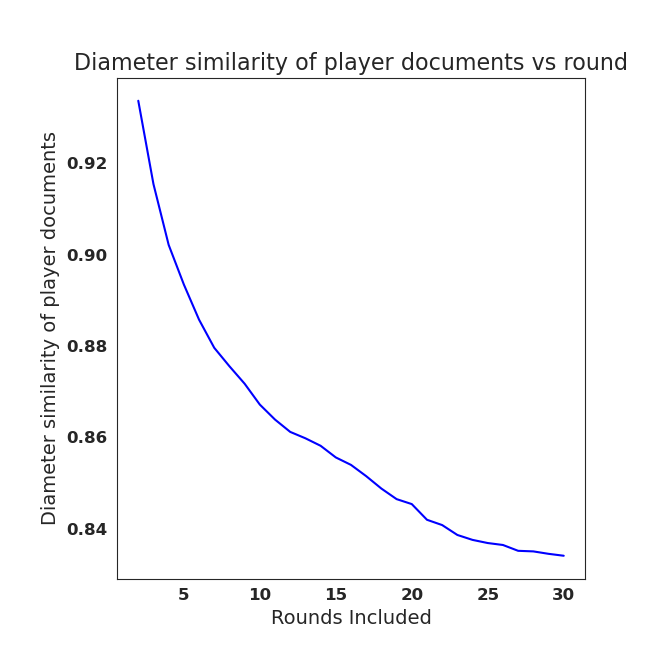 Diameter similarity of player documents vs round
Diameter similarity of player documents
0.92
0.90
0.88
0.86
0.84
5 10 15 20 25 30
Rounds Included